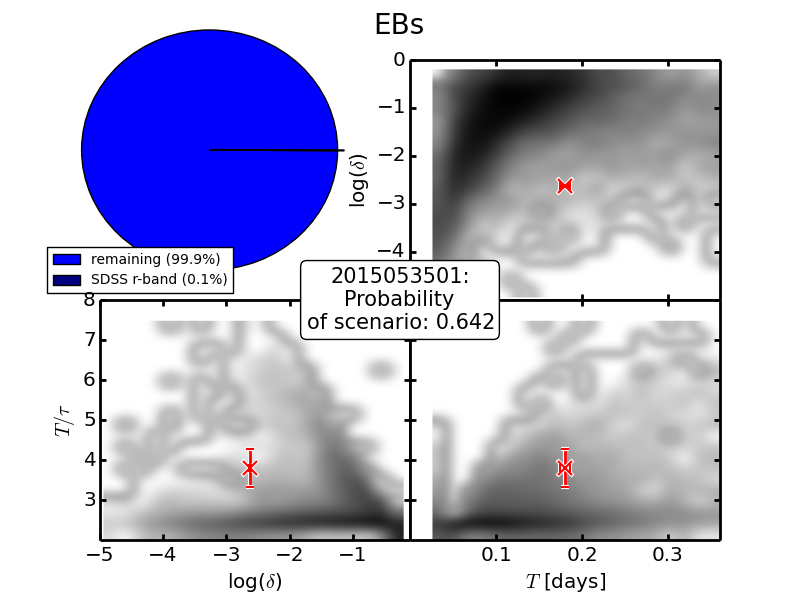 EBs
0
−1
−2
−3
−4
log(δ)
remaining (99.9%)
SDSS r-band (0.1%)
2015053501:
Probability
of scenario: 0.642
8
7
6
5
4
3
T/τ
−5 −4 −3 −2 −1
log(δ)
0.1 0.2 0.3
T [days]